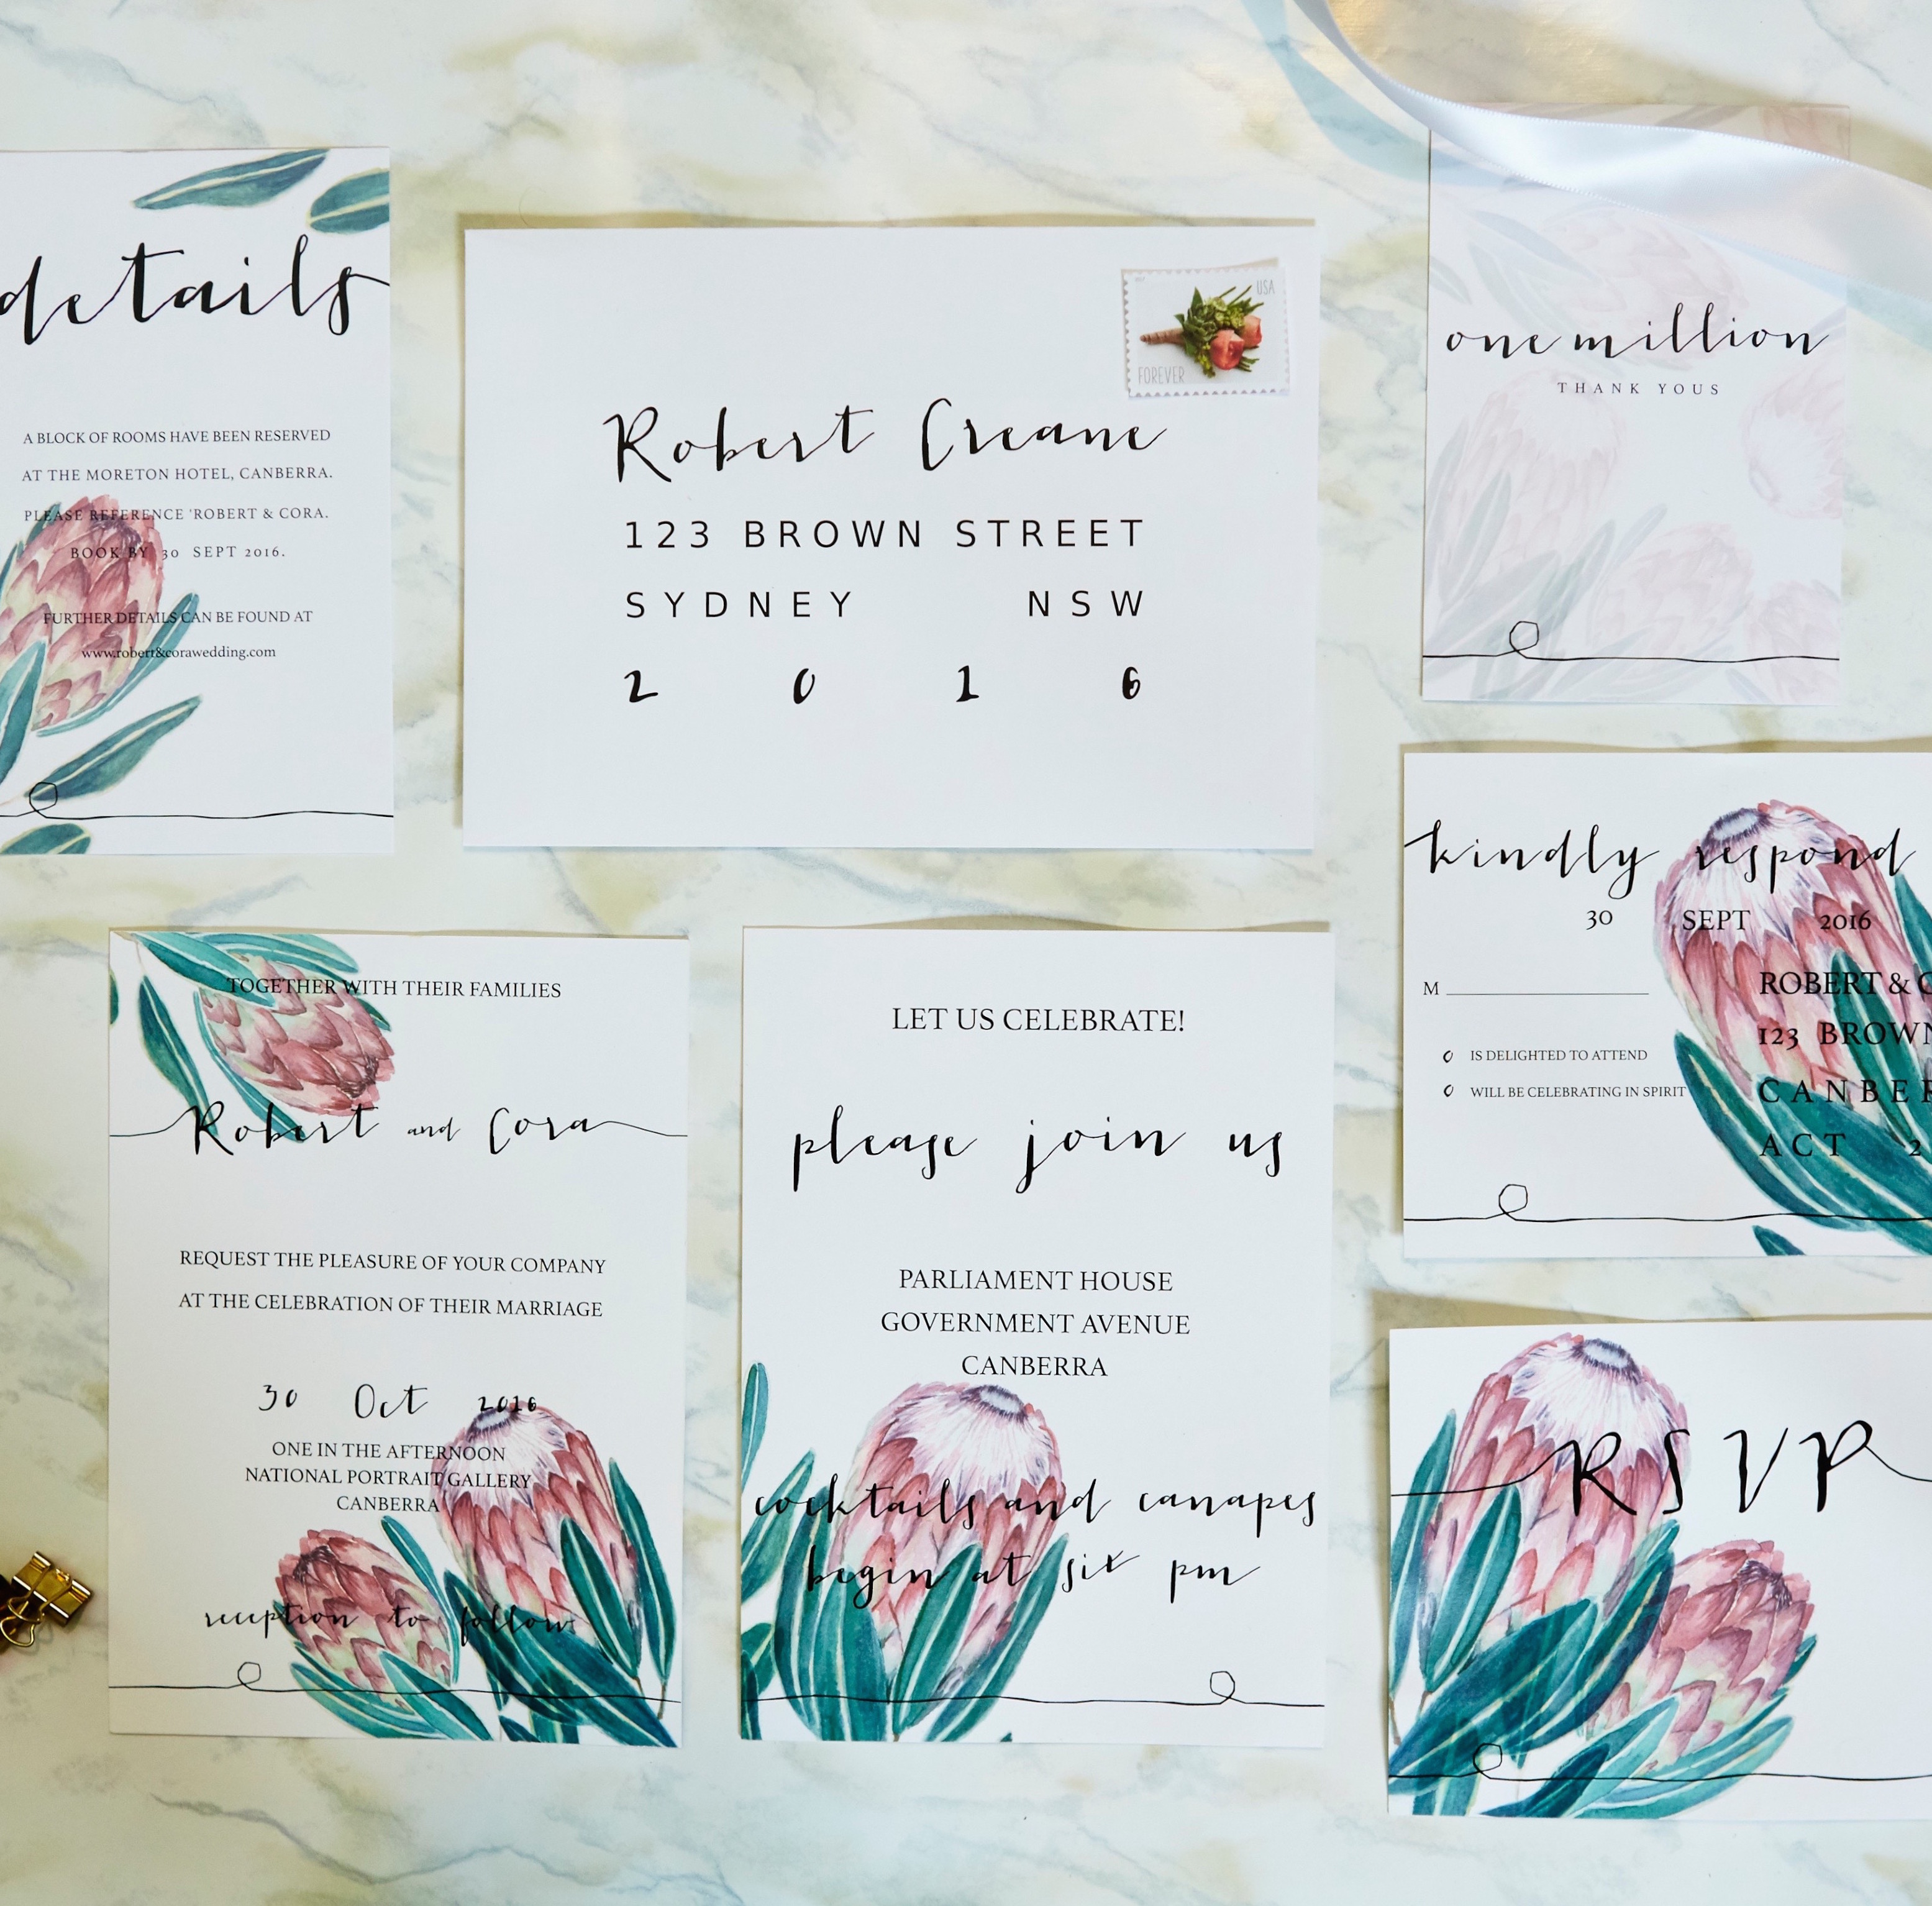 details
A BLOCK OF ROOMS HAVE BEEN RESERVED
AT THE MORETON HOTEL, CANBERRA.
PLEASE REFERENCE 'ROBERT & CORA.
BOOK BY 30 SEPT 2016.
FURTHER DETAILS CAN BE FOUND AT
www.robert&corawedding.com
USA
FOREVER
Robert Creane
123 BROWN STREET
SYDNEY NSW
2 0 1 6
one million
THANK YOUS
kindly respond
30 SEPT 2016
M
IS DELIGHTED TO ATTEND
WILL BE CELEBRATING IN SPIRIT
ROBERT &
123 BROWN
ACT 2
TOGETHER WITH THEIR FAMILIES
Robert and Cora
REQUEST THE PLEASURE OF YOUR COMPANY
AT THE CELEBRATION OF THEIR MARRIAGE
30 Oct 2016
ONE IN THE AFTERNOON
NATIONAL PORTRAIT GALLERY
CANBERRA
reception to follow
LET US CELEBRATE!
please join us
PARLIAMENT HOUSE
GOVERNMENT AVENUE
CANBERRA
cocktails and canapes
begin at six pm
RSVP